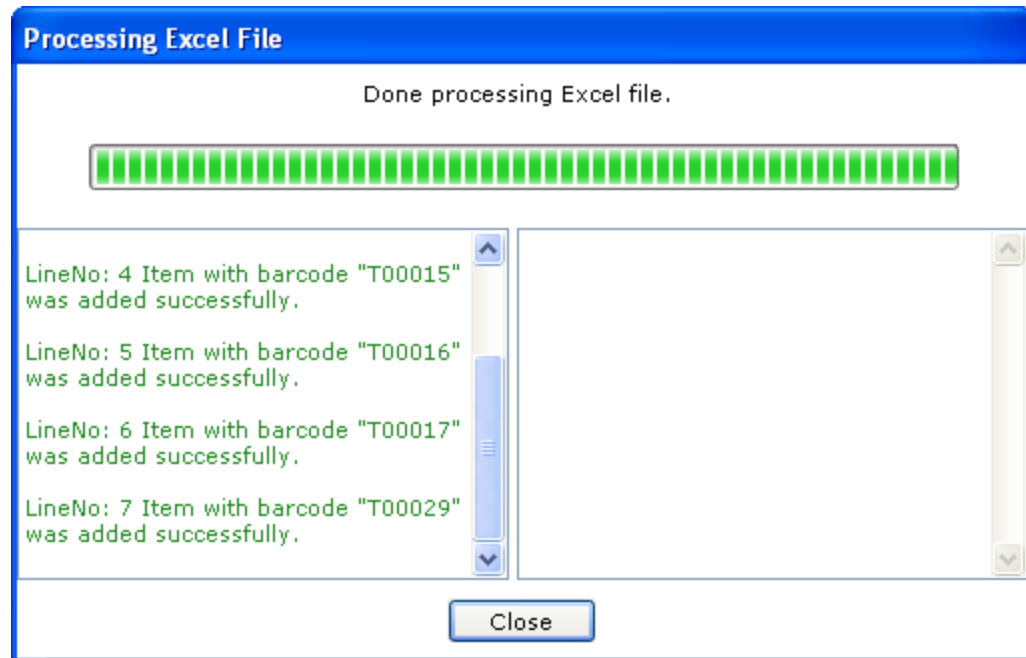 Processing Excel File
Done processing Excel file.
LineNo: 4 Item with barcode "T00015"
was added successfully.
LineNo: 5 Item with barcode "T00016"
was added successfully.
LineNo: 6 Item with barcode "T00017"
was added successfully.
LineNo: 7 Item with barcode "T00029"
was added successfully.
Close